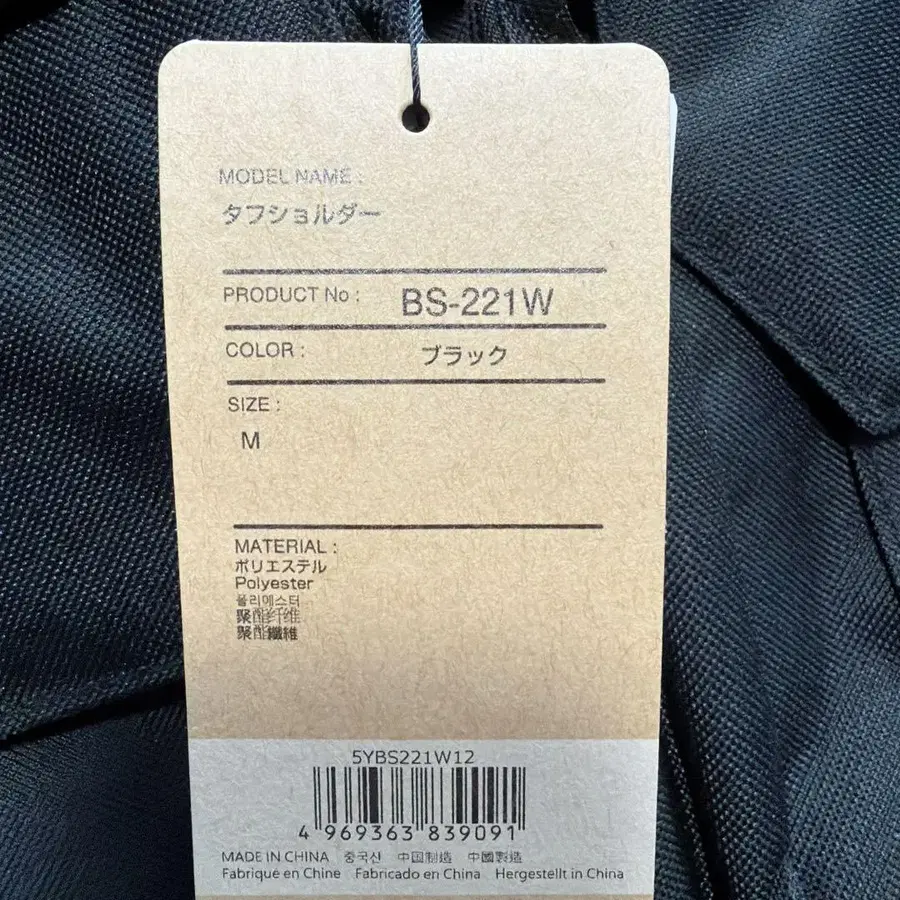 MODEL NAME :
タフショルダー
PRODUCT No : BS-221W
COLOR : ブラック
SIZE :
M
MATERIAL :
ポリエステル
Polyester
폴리에스터
聚酯纤维
聚酯纖維
5YBS221W12
4 969363 839091
MADE IN CHINA 중국산 中国制造 中國製造
Fabriqué en Chine Fabricado en China Hergestellt in China